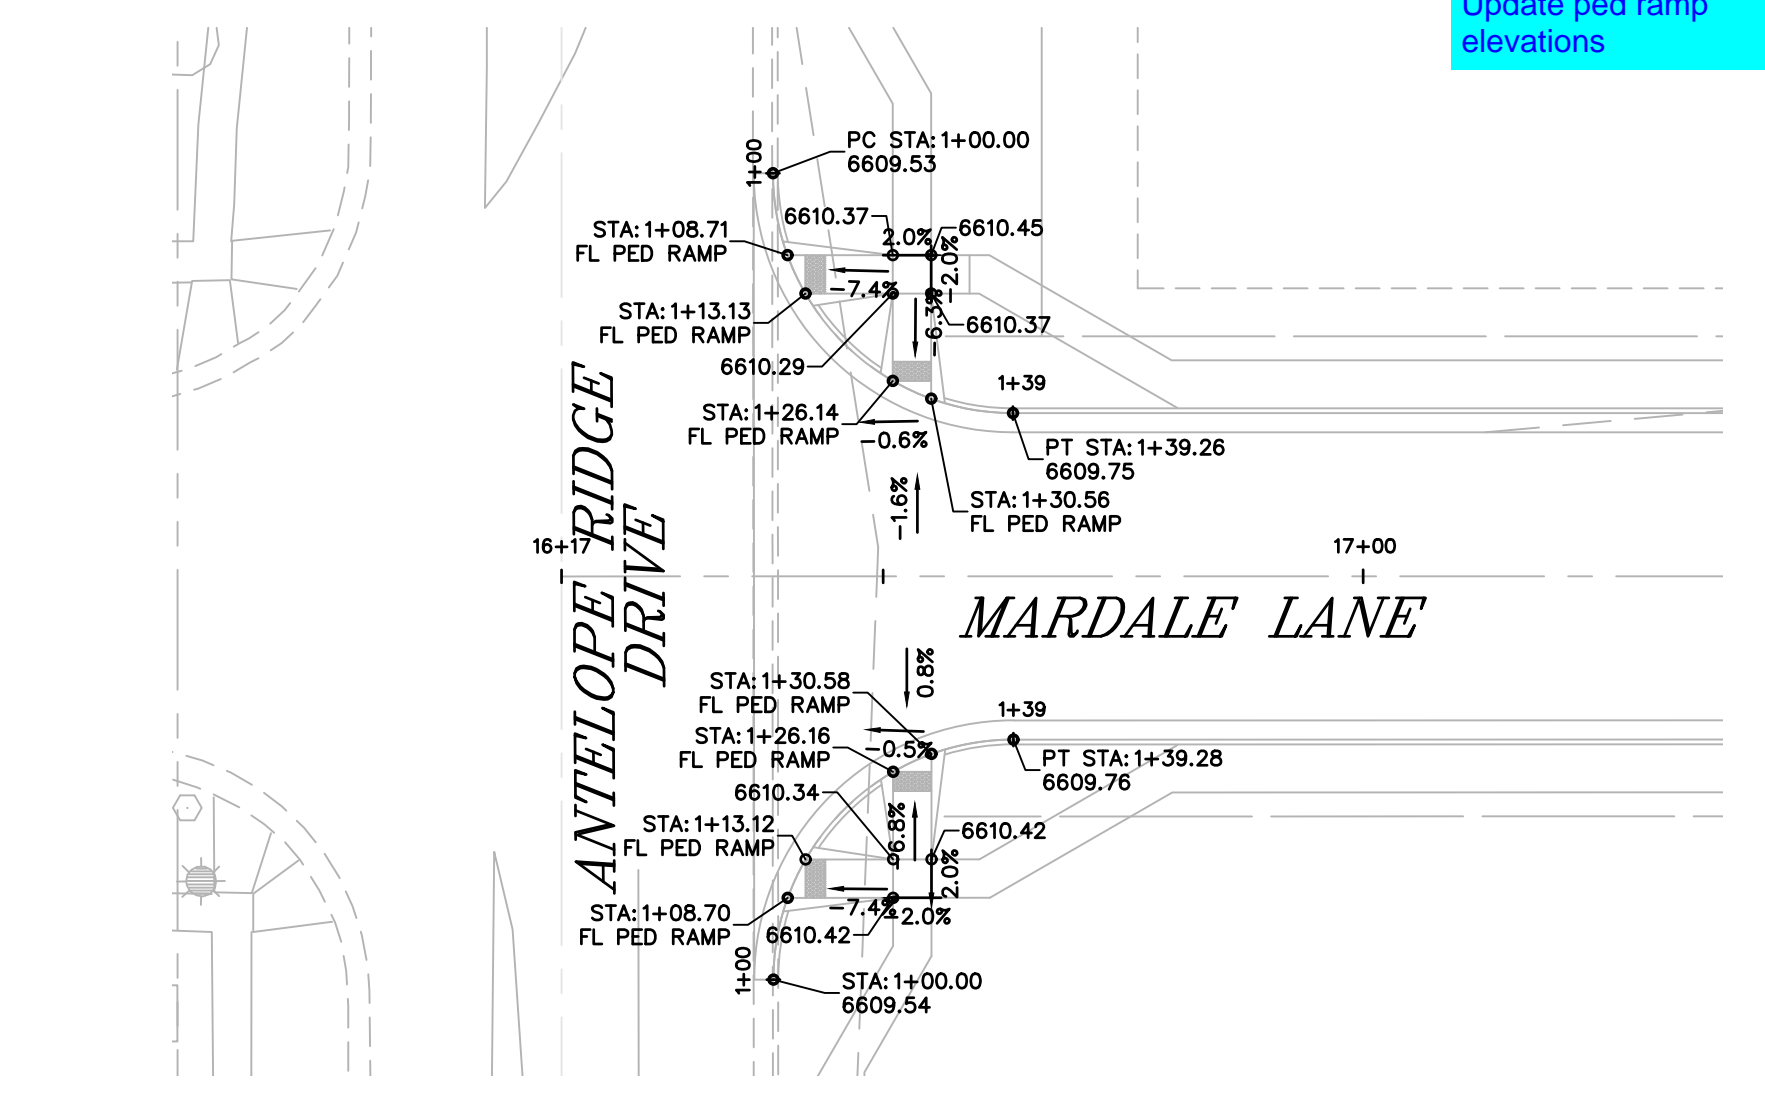 Update ped ramp
elevations
PC STA:1+00.00
6609.53
1+00
6610.37
6610.45
STA:1+08.71
FL PED RAMP
2.0%
-2.0%
-7.4%
STA:1+13.13
FL PED RAMP
-6.3%
6610.37
6610.29
1+39
STA:1+26.14
FL PED RAMP
-0.6%
PT STA:1+39.26
6609.75
-1.6%
STA:1+30.56
FL PED RAMP
16+17
17+00
ANTELOPE RIDGE
DRIVE
MARDALE LANE
0.8%
STA:1+30.58
FL PED RAMP
1+39
STA:1+26.16
FL PED RAMP
-0.5%
PT STA:1+39.28
6609.76
6610.34
STA:1+13.12
FL PED RAMP
-6.8%
6610.42
2.0%
-7.4%
-2.0%
STA:1+08.70
FL PED RAMP
6610.42
1+00
STA:1+00.00
6609.54